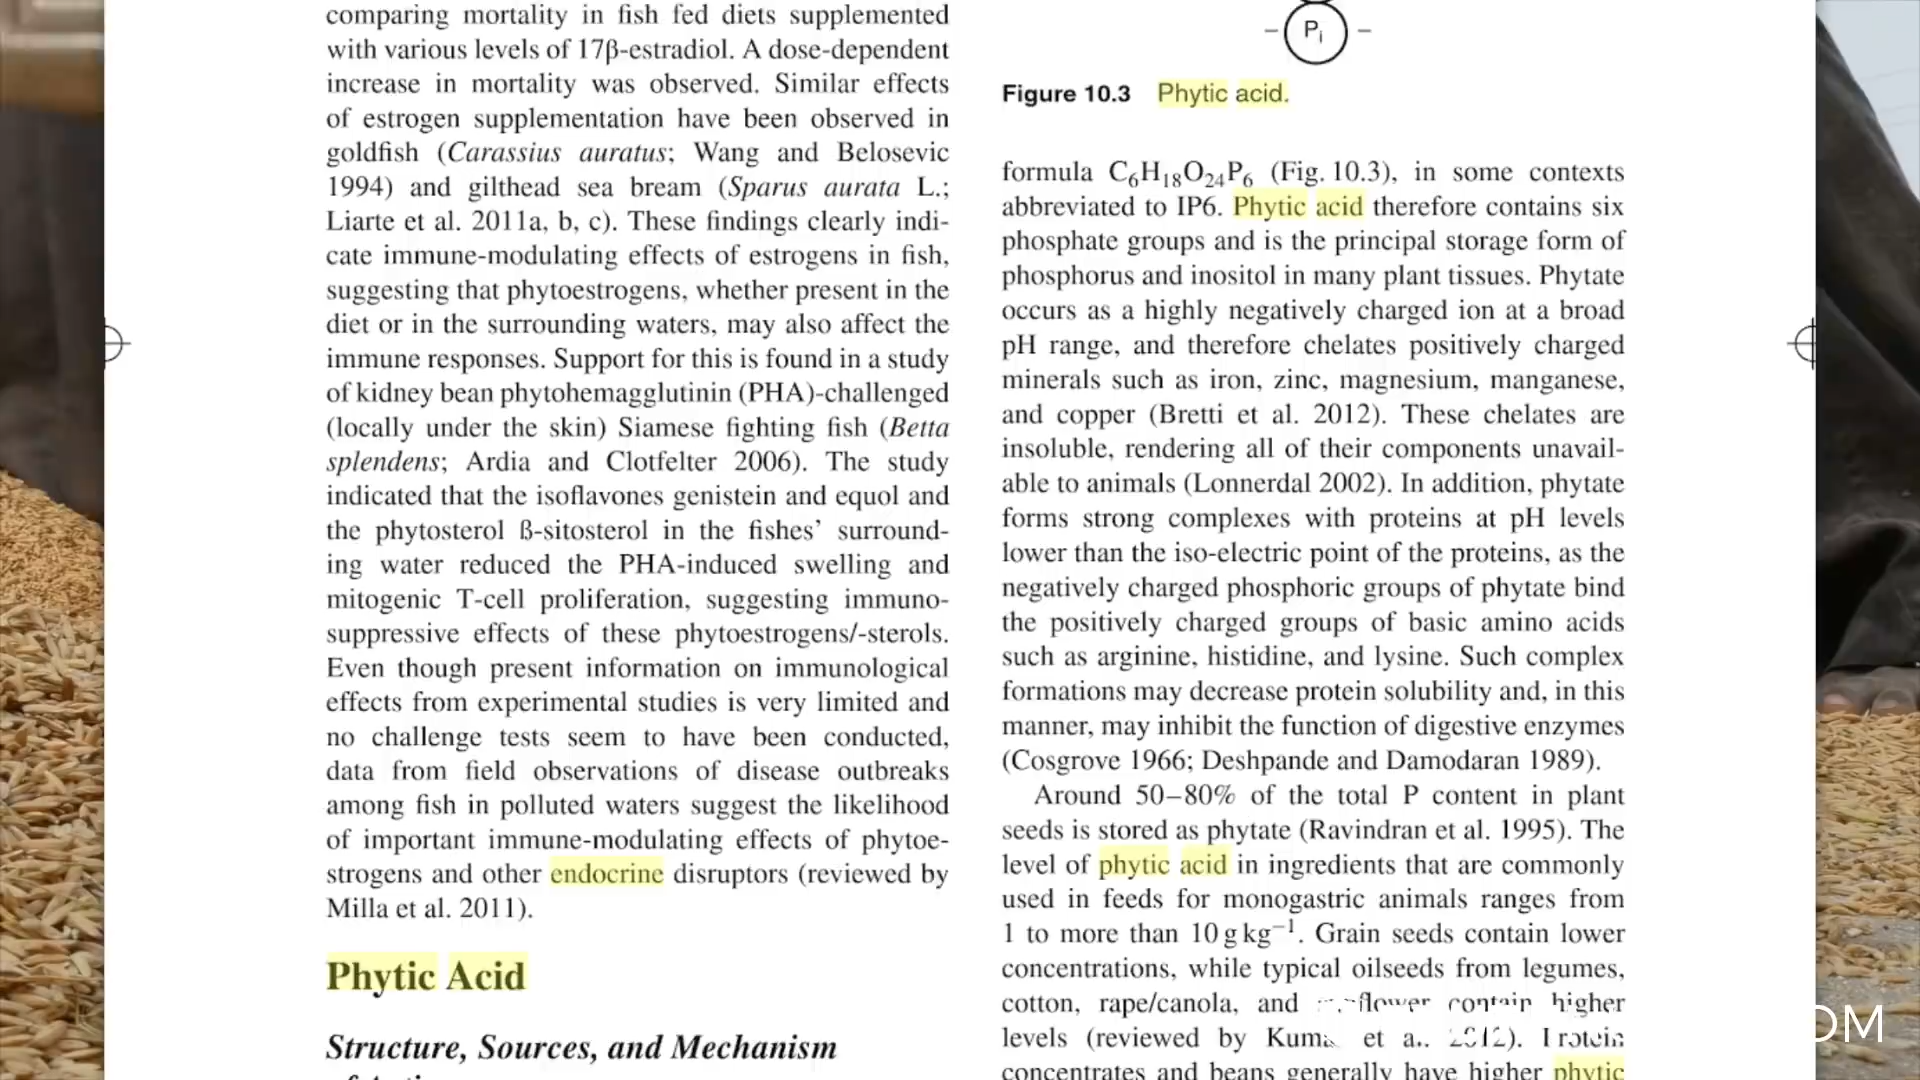 comparing mortality in fish fed diets supplemented
with various levels of 17β-estradiol. A dose-dependent
increase in mortality was observed. Similar effects
of estrogen supplementation have been observed in
goldfish (Carassius auratus; Wang and Belosevic
1994) and gilthead sea bream (Sparus aurata L.;
Liarte et al. 2011a, b, c). These findings clearly indi-
cate immune-modulating effects of estrogens in fish,
suggesting that phytoestrogens, whether present in the
diet or in the surrounding waters, may also affect the
immune responses. Support for this is found in a study
of kidney bean phytohemagglutinin (PHA)-challenged
(locally under the skin) Siamese fighting fish (Betta
splendens; Ardia and Clotfelter 2006). The study
indicated that the isoflavones genistein and equol and
the phytosterol ß-sitosterol in the fishes’ surround-
ing water reduced the PHA-induced swelling and
mitogenic T-cell proliferation, suggesting immuno-
suppressive effects of these phytoestrogens/-sterols.
Even though present information on immunological
effects from experimental studies is very limited and
no challenge tests seem to have been conducted,
data from field observations of disease outbreaks
among fish in polluted waters suggest the likelihood
of important immune-modulating effects of phytoe-
strogens and other endocrine disruptors (reviewed by
Milla et al. 2011).
Phytic Acid
Structure, Sources, and Mechanism
Pi
Figure 10.3 Phytic acid.
formula C6H18O24P6 (Fig. 10.3), in some contexts
abbreviated to IP6. Phytic acid therefore contains six
phosphate groups and is the principal storage form of
phosphorus and inositol in many plant tissues. Phytate
occurs as a highly negatively charged ion at a broad
pH range, and therefore chelates positively charged
minerals such as iron, zinc, magnesium, manganese,
and copper (Bretti et al. 2012). These chelates are
insoluble, rendering all of their components unavail-
able to animals (Lonnerdal 2002). In addition, phytate
forms strong complexes with proteins at pH levels
lower than the iso-electric point of the proteins, as the
negatively charged phosphoric groups of phytate bind
the positively charged groups of basic amino acids
such as arginine, histidine, and lysine. Such complex
formations may decrease protein solubility and, in this
manner, may inhibit the function of digestive enzymes
(Cosgrove 1966; Deshpande and Damodaran 1989).
Around 50–80% of the total P content in plant
seeds is stored as phytate (Ravindran et al. 1995). The
level of phytic acid in ingredients that are commonly
used in feeds for monogastric animals ranges from
1 to more than 10 g kg−1. Grain seeds contain lower
concentrations, while typical oilseeds from legumes,
cotton, rape/canola, and contain higher
levels (reviewed by et 2012). Protein
concentrates and beans generally have higher phytic
OM